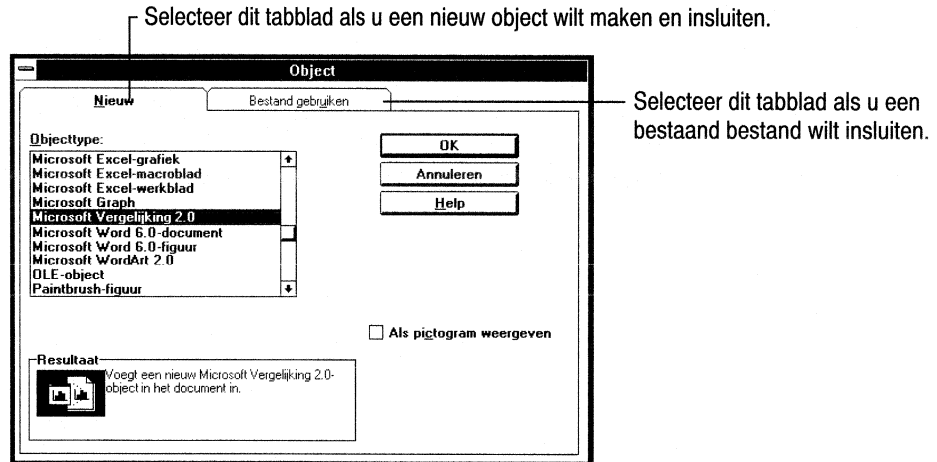 Selecteer dit tabblad als u een nieuw object wilt maken en insluiten.
Object
Nieuw
Bestand gebruiken
Selecteer dit tabblad als u een
bestaand bestand wilt insluiten.
Objecttype:
Microsoft Excel-grafiek
Microsoft Excel-macroblad
Microsoft Excel-werkblad
Microsoft Graph
Microsoft Vergelijking 2.0
Microsoft Word 6.0-document
Microsoft Word 6.0-figuur
Microsoft WordArt 2.0
OLE-object
Paintbrush-figuur
OK
Annuleren
Help
Als pictogram weergeven
Resultaat
Voegt een nieuw Microsoft Vergelijking 2.0-
object in het document in.